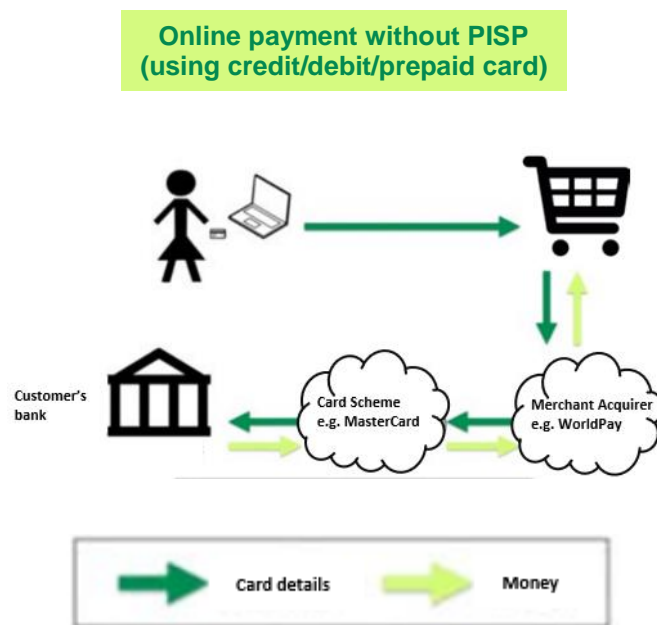 Online payment without PISP
(using credit/debit/prepaid card)
Customer's
bank
Card Scheme
e.g. MasterCard
Merchant Acquirer
e.g. WorldPay
Card details
Money